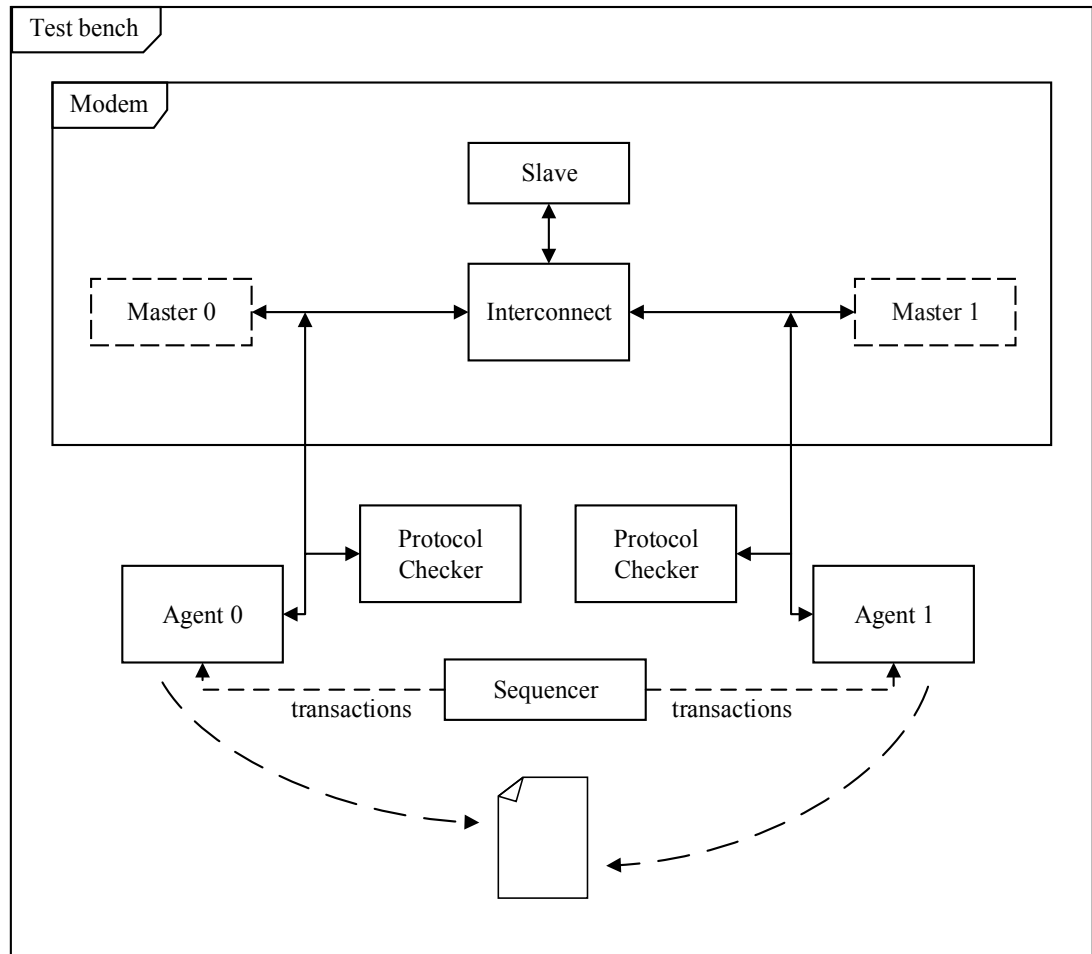 Test bench
Modem
Slave
Master 0
Interconnect
Master 1
Protocol
Checker
Protocol
Checker
Agent 0
Agent 1
Sequencer
transactions
transactions